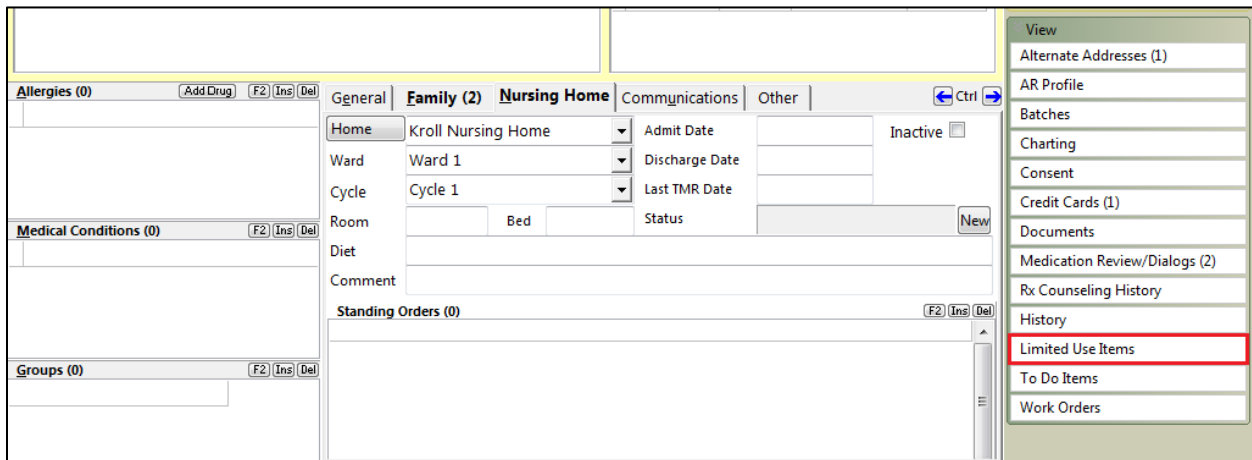 Allergies (0) Add Drug F2 Ins Del
Medical Conditions (0) F2 Ins Del
Groups (0) F2 Ins Del
General Family (2) Nursing Home Communications Other Ctrl
Home Kroll Nursing Home Admit Date Inactive
Ward Ward 1 Discharge Date
Cycle Cycle 1 Last TMR Date
Room Bed Status New
Diet
Comment
Standing Orders (0) F2 Ins Del
View
Alternate Addresses (1)
AR Profile
Batches
Charting
Consent
Credit Cards (1)
Documents
Medication Review/Dialogs (2)
Rx Counseling History
History
Limited Use Items
To Do Items
Work Orders